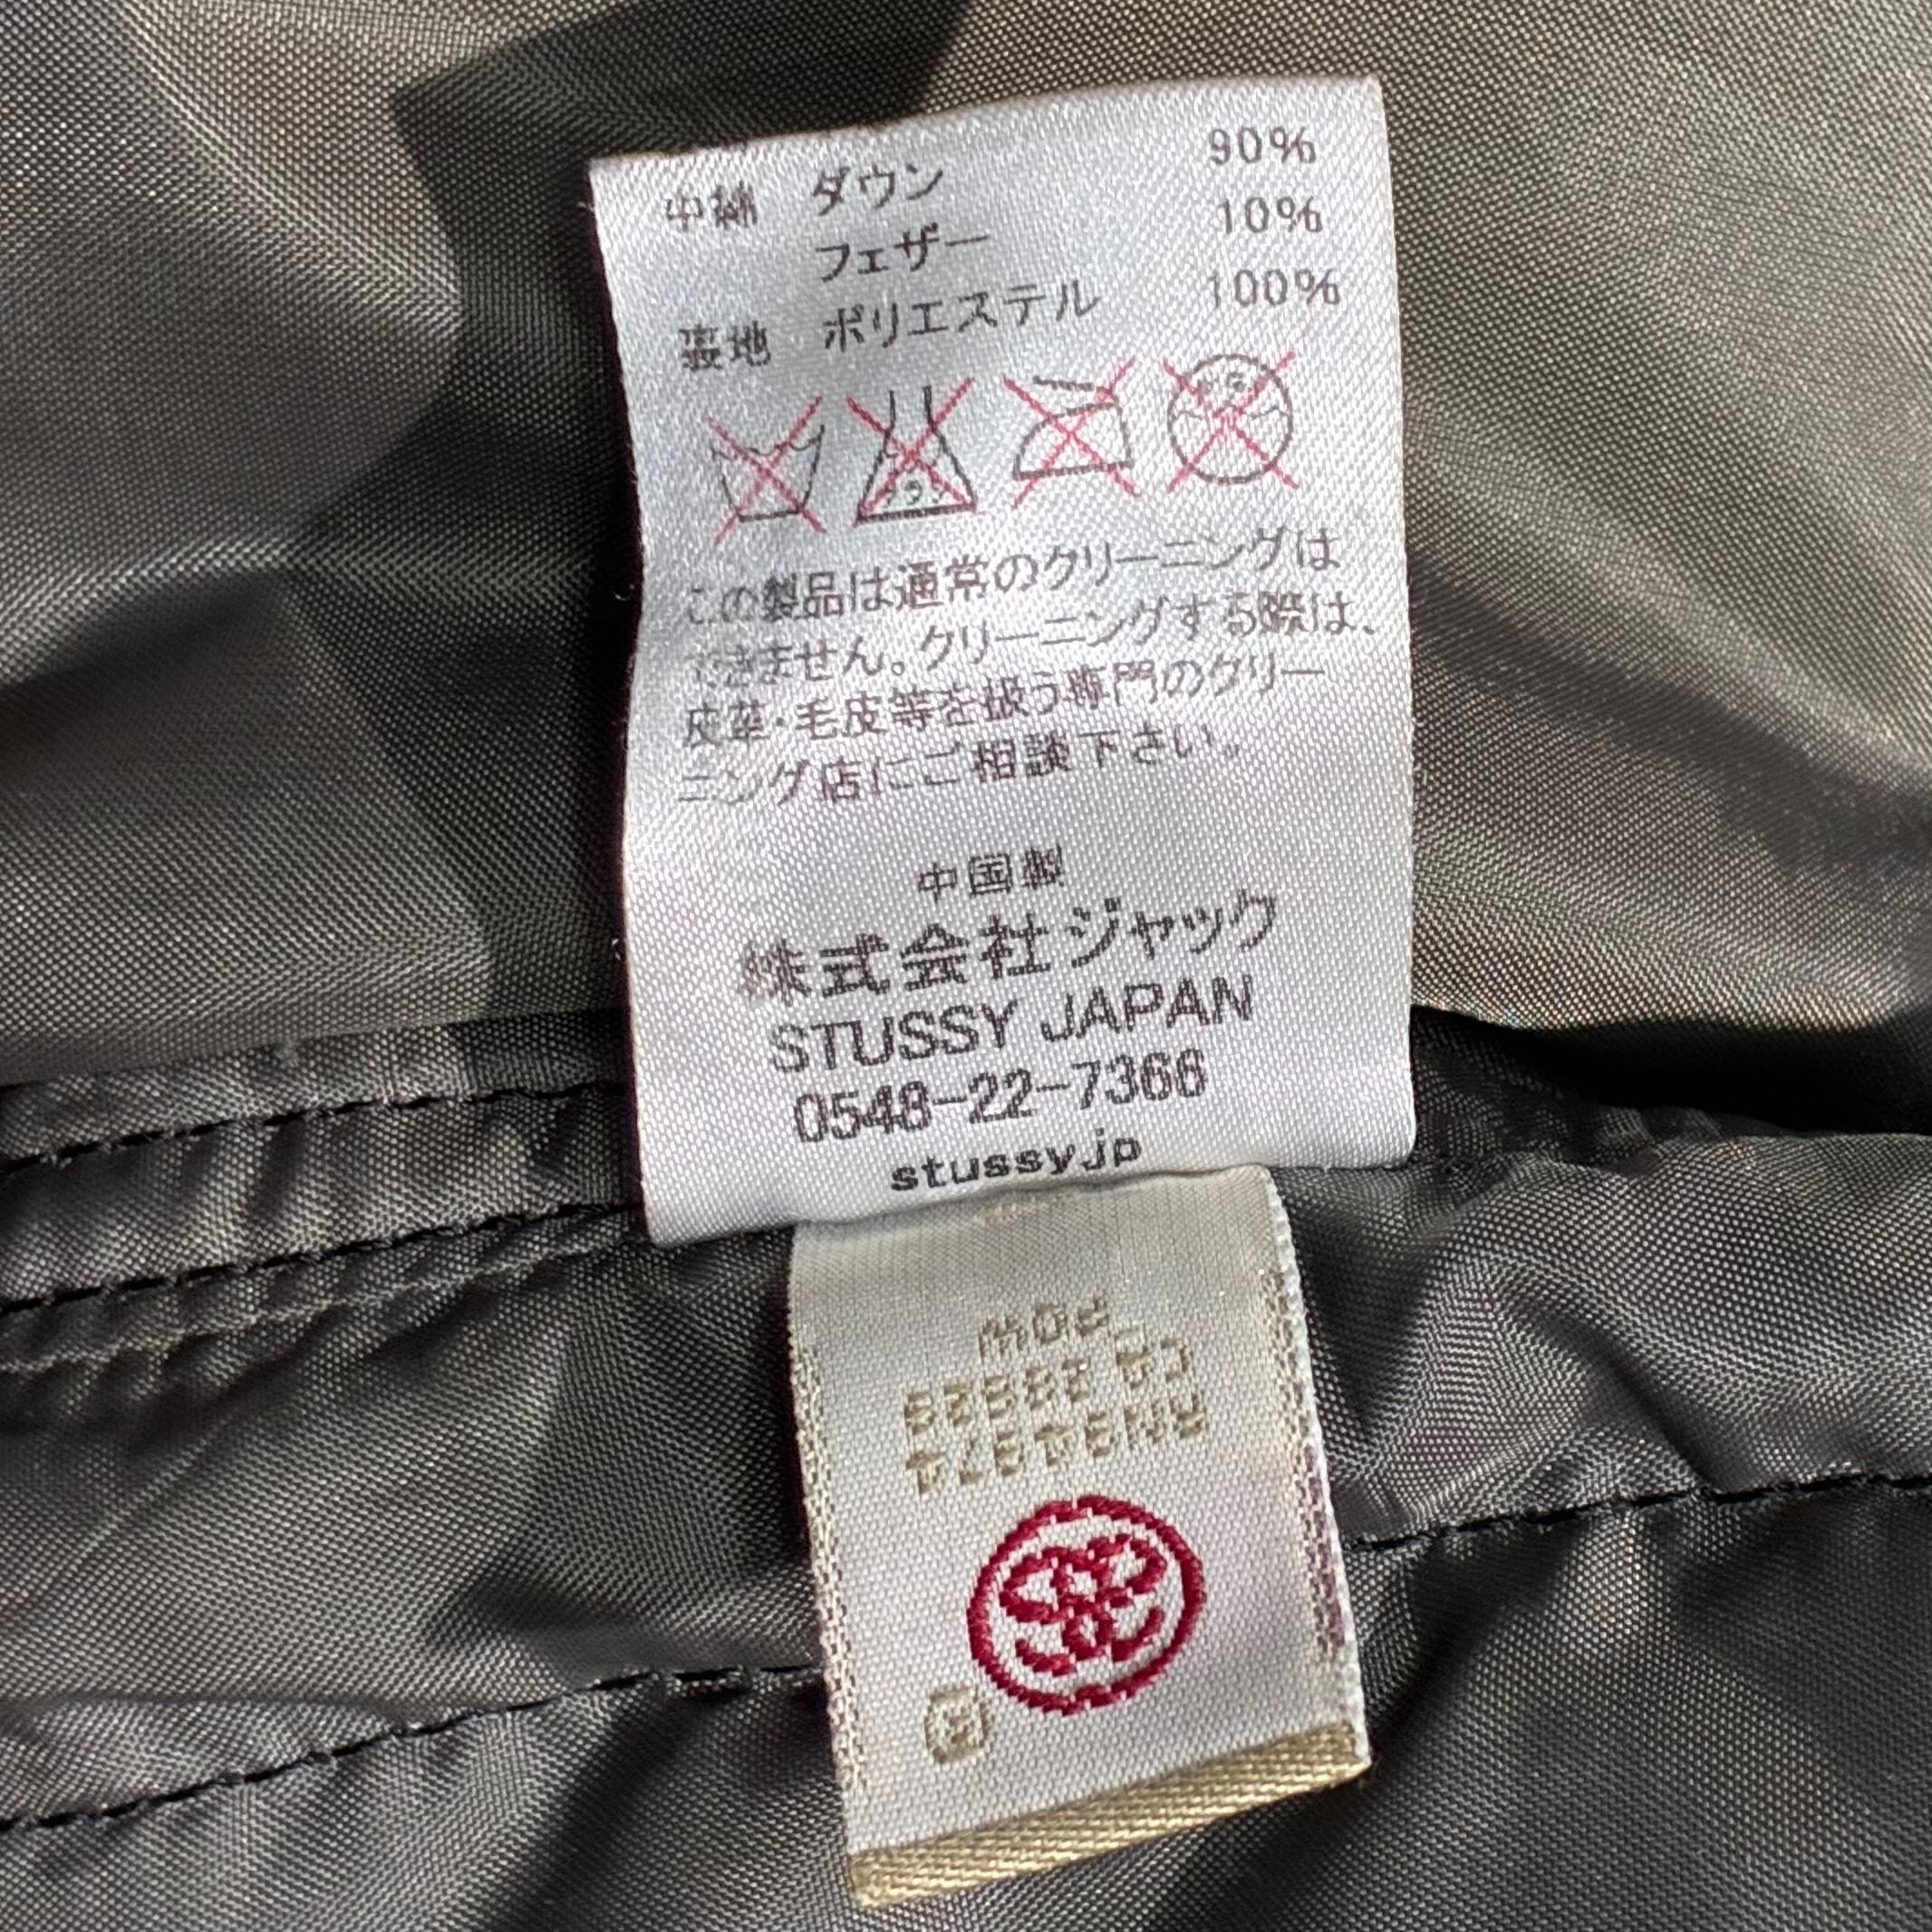 中綿 ダウン 90%
フェザー 10%
裏地 ポリエステル 100%
この製品は通常のクリーニングは
できません。クリーニングする際は、
皮革・毛皮等を扱う専門のクリー
ニング店にご相談下さい。
中国製
株式会社ジャック
STUSSY JAPAN
0548-22-7366
stussy.jp
RN94974
CA 28829